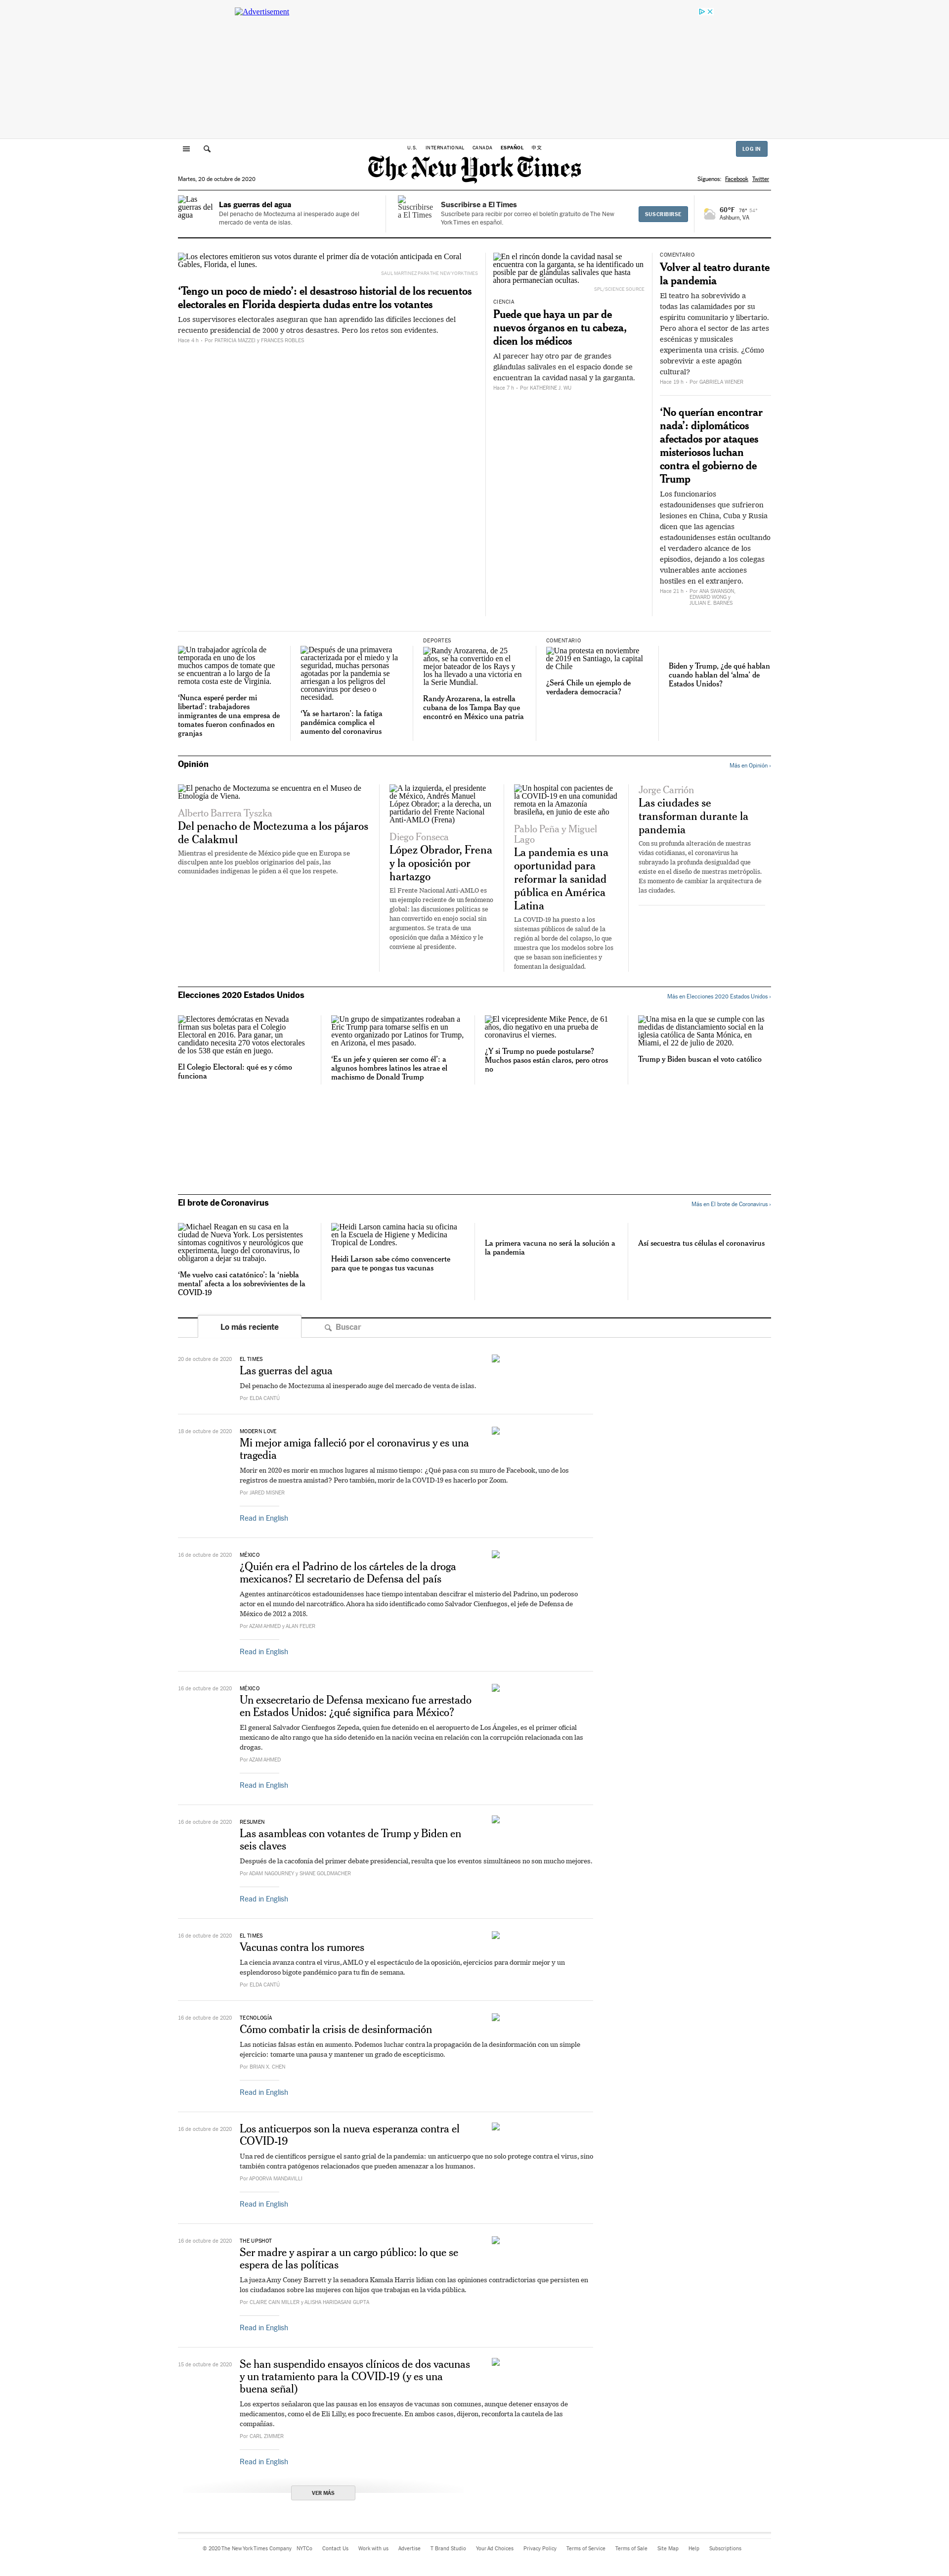 Advertisement
U.S. INTERNATIONAL CANADA ESPAÑOL 中文
LOG IN
The New York Times
Martes, 20 de octubre de 2020
Síguenos: Facebook Twitter
Las guerras del agua
Las guerras del agua
Del penacho de Moctezuma al inesperado auge del
mercado de venta de islas.
Suscribirse a El Times
Suscribirse a El Times
Suscríbete para recibir por correo el boletín gratuito de The New
York Times en español.
SUSCRIBIRSE
60°F 78° 54°
Ashburn, VA
Los electores emitieron sus votos durante el primer día de votación anticipada en Coral
Gables, Florida, el lunes.
SAUL MARTINEZ PARA THE NEW YORK TIMES
‘Tengo un poco de miedo’: el desastroso historial de los recuentos
electorales en Florida despierta dudas entre los votantes
Los supervisores electorales aseguran que han aprendido las difíciles lecciones del
recuento presidencial de 2000 y otros desastres. Pero los retos son evidentes.
Hace 4 h - Por PATRICIA MAZZEI y FRANCES ROBLES
En el rincón donde la cavidad nasal se
encuentra con la garganta, se ha identificado un
posible par de glándulas salivales que hasta
ahora permanecían ocultas.
SPL/SCIENCE SOURCE
CIENCIA
Puede que haya un par de
nuevos órganos en tu cabeza,
dicen los médicos
Al parecer hay otro par de grandes
glándulas salivales en el espacio donde se
encuentran la cavidad nasal y la garganta.
Hace 7 h - Por KATHERINE J. WU
COMENTARIO
Volver al teatro durante
la pandemia
El teatro ha sobrevivido a
todas las calamidades por su
espíritu comunitario y libertario.
Pero ahora el sector de las artes
escénicas y musicales
experimenta una crisis. ¿Cómo
sobrevivir a este apagón
cultural?
Hace 19 h - Por GABRIELA WIENER
‘No querían encontrar
nada’: diplomáticos
afectados por ataques
misteriosos luchan
contra el gobierno de
Trump
Los funcionarios
estadounidenses que sufrieron
lesiones en China, Cuba y Rusia
dicen que las agencias
estadounidenses están ocultando
el verdadero alcance de los
episodios, dejando a los colegas
vulnerables ante acciones
hostiles en el extranjero.
Hace 21 h - Por ANA SWANSON,
EDWARD WONG y
JULIAN E. BARNES
Un trabajador agrícola de
temporada en uno de los
muchos campos de tomate que
se encuentran a lo largo de la
remota costa este de Virginia.
‘Nunca esperé perder mi
libertad’: trabajadores
inmigrantes de una empresa de
tomates fueron confinados en
granjas
Después de una primavera
caracterizada por el miedo y la
seguridad, muchas personas
agotadas por la pandemia se
arriesgan a los peligros del
coronavirus por deseo o
necesidad.
‘Ya se hartaron’: la fatiga
pandémica complica el
aumento del coronavirus
DEPORTES
Randy Arozarena, de 25
años, se ha convertido en el
mejor bateador de los Rays y
los ha llevado a una victoria en
la Serie Mundial.
Randy Arozarena, la estrella
cubana de los Tampa Bay que
encontró en México una patria
COMENTARIO
Una protesta en noviembre
de 2019 en Santiago, la capital
de Chile
¿Será Chile un ejemplo de
verdadera democracia?
Biden y Trump, ¿de qué hablan
cuando hablan del ‘alma’ de
Estados Unidos?
Opinión
Más en Opinión ›
El penacho de Moctezuma se encuentra en el Museo de
Etnología de Viena.
Alberto Barrera Tyszka
Del penacho de Moctezuma a los pájaros
de Calakmul
Mientras el presidente de México pide que en Europa se
disculpen ante los pueblos originarios del país, las
comunidades indígenas le piden a él que los respete.
A la izquierda, el presidente
de México, Andrés Manuel
López Obrador; a la derecha, un
partidario del Frente Nacional
Anti-AMLO (Frena)
Diego Fonseca
López Obrador, Frena
y la oposición por
hartazgo
El Frente Nacional Anti-AMLO es
un ejemplo reciente de un fenómeno
global: las discusiones políticas se
han convertido en enojo social sin
argumentos. Se trata de una
oposición que daña a México y le
conviene al presidente.
Un hospital con pacientes de
la COVID-19 en una comunidad
remota en la Amazonía
brasileña, en junio de este año
Pablo Peña y Miguel
Lago
La pandemia es una
oportunidad para
reformar la sanidad
pública en América
Latina
La COVID-19 ha puesto a los
sistemas públicos de salud de la
región al borde del colapso, lo que
muestra que los modelos sobre los
que se basan son ineficientes y
fomentan la desigualdad.
Jorge Carrión
Las ciudades se
transforman durante la
pandemia
Con su profunda alteración de nuestras
vidas cotidianas, el coronavirus ha
subrayado la profunda desigualdad que
existe en el diseño de nuestras metrópolis.
Es momento de cambiar la arquitectura de
las ciudades.
Elecciones 2020 Estados Unidos
Más en Elecciones 2020 Estados Unidos ›
Electores demócratas en Nevada
firman sus boletas para el Colegio
Electoral en 2016. Para ganar, un
candidato necesita 270 votos electorales
de los 538 que están en juego.
El Colegio Electoral: qué es y cómo
funciona
Un grupo de simpatizantes rodeaban a
Eric Trump para tomarse selfis en un
evento organizado por Latinos for Trump,
en Arizona, el mes pasado.
‘Es un jefe y quieren ser como él’: a
algunos hombres latinos les atrae el
machismo de Donald Trump
El vicepresidente Mike Pence, de 61
años, dio negativo en una prueba de
coronavirus el viernes.
¿Y si Trump no puede postularse?
Muchos pasos están claros, pero otros
no
Una misa en la que se cumple con las
medidas de distanciamiento social en la
iglesia católica de Santa Mónica, en
Miami, el 22 de julio de 2020.
Trump y Biden buscan el voto católico
El brote de Coronavirus
Más en El brote de Coronavirus ›
Michael Reagan en su casa en la
ciudad de Nueva York. Los persistentes
síntomas cognitivos y neurológicos que
experimenta, luego del coronavirus, lo
obligaron a dejar su trabajo.
‘Me vuelvo casi catatónico’: la ‘niebla
mental’ afecta a los sobrevivientes de la
COVID-19
Heidi Larson camina hacia su oficina
en la Escuela de Higiene y Medicina
Tropical de Londres.
Heidi Larson sabe cómo convencerte
para que te pongas tus vacunas
La primera vacuna no será la solución a
la pandemia
Así secuestra tus células el coronavirus
Lo más reciente
Buscar
20 de octubre de 2020
EL TIMES
Las guerras del agua
Del penacho de Moctezuma al inesperado auge del mercado de venta de islas.
Por ELDA CANTÚ
18 de octubre de 2020
MODERN LOVE
Mi mejor amiga falleció por el coronavirus y es una
tragedia
Morir en 2020 es morir en muchos lugares al mismo tiempo: ¿Qué pasa con su muro de Facebook, uno de los
registros de nuestra amistad? Pero también, morir de la COVID-19 es hacerlo por Zoom.
Por JARED MISNER
Read in English
16 de octubre de 2020
MÉXICO
¿Quién era el Padrino de los cárteles de la droga
mexicanos? El secretario de Defensa del país
Agentes antinarcóticos estadounidenses hace tiempo intentaban descifrar el misterio del Padrino, un poderoso
actor en el mundo del narcotráfico. Ahora ha sido identificado como Salvador Cienfuegos, el jefe de Defensa de
México de 2012 a 2018.
Por AZAM AHMED y ALAN FEUER
Read in English
16 de octubre de 2020
MÉXICO
Un exsecretario de Defensa mexicano fue arrestado
en Estados Unidos: ¿qué significa para México?
El general Salvador Cienfuegos Zepeda, quien fue detenido en el aeropuerto de Los Ángeles, es el primer oficial
mexicano de alto rango que ha sido detenido en la nación vecina en relación con la corrupción relacionada con las
drogas.
Por AZAM AHMED
Read in English
16 de octubre de 2020
RESUMEN
Las asambleas con votantes de Trump y Biden en
seis claves
Después de la cacofonía del primer debate presidencial, resulta que los eventos simultáneos no son mucho mejores.
Por ADAM NAGOURNEY y SHANE GOLDMACHER
Read in English
16 de octubre de 2020
EL TIMES
Vacunas contra los rumores
La ciencia avanza contra el virus, AMLO y el espectáculo de la oposición, ejercicios para dormir mejor y un
esplendoroso bigote pandémico para tu fin de semana.
Por ELDA CANTÚ
16 de octubre de 2020
TECNOLOGÍA
Cómo combatir la crisis de desinformación
Las noticias falsas están en aumento. Podemos luchar contra la propagación de la desinformación con un simple
ejercicio: tomarte una pausa y mantener un grado de escepticismo.
Por BRIAN X. CHEN
Read in English
16 de octubre de 2020
Los anticuerpos son la nueva esperanza contra el
COVID-19
Una red de científicos persigue el santo grial de la pandemia: un anticuerpo que no solo protege contra el virus, sino
también contra patógenos relacionados que pueden amenazar a los humanos.
Por APOORVA MANDAVILLI
Read in English
16 de octubre de 2020
THE UPSHOT
Ser madre y aspirar a un cargo público: lo que se
espera de las políticas
La jueza Amy Coney Barrett y la senadora Kamala Harris lidian con las opiniones contradictorias que persisten en
los ciudadanos sobre las mujeres con hijos que trabajan en la vida pública.
Por CLAIRE CAIN MILLER y ALISHA HARIDASANI GUPTA
Read in English
15 de octubre de 2020
Se han suspendido ensayos clínicos de dos vacunas
y un tratamiento para la COVID-19 (y es una
buena señal)
Los expertos señalaron que las pausas en los ensayos de vacunas son comunes, aunque detener ensayos de
medicamentos, como el de Eli Lilly, es poco frecuente. En ambos casos, dijeron, reconforta la cautela de las
compañías.
Por CARL ZIMMER
Read in English
VER MÁS
© 2020 The New York Times Company NYTCo Contact Us Work with us Advertise T Brand Studio Your Ad Choices Privacy Policy Terms of Service Terms of Sale Site Map Help Subscriptions